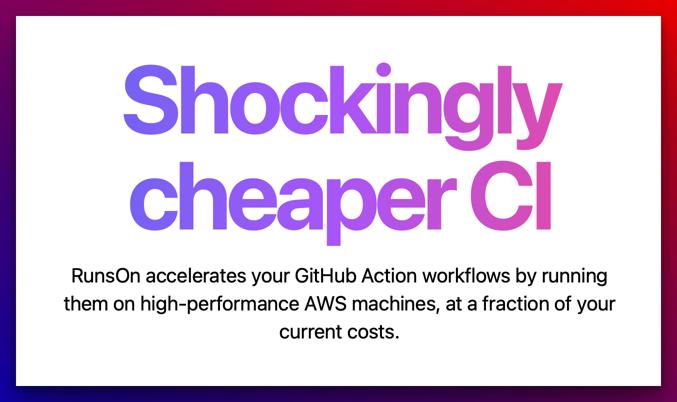 Shockingly
cheaper CI
RunsOn accelerates your GitHub Action workflows by running
them on high-performance AWS machines, at a fraction of your
current costs.